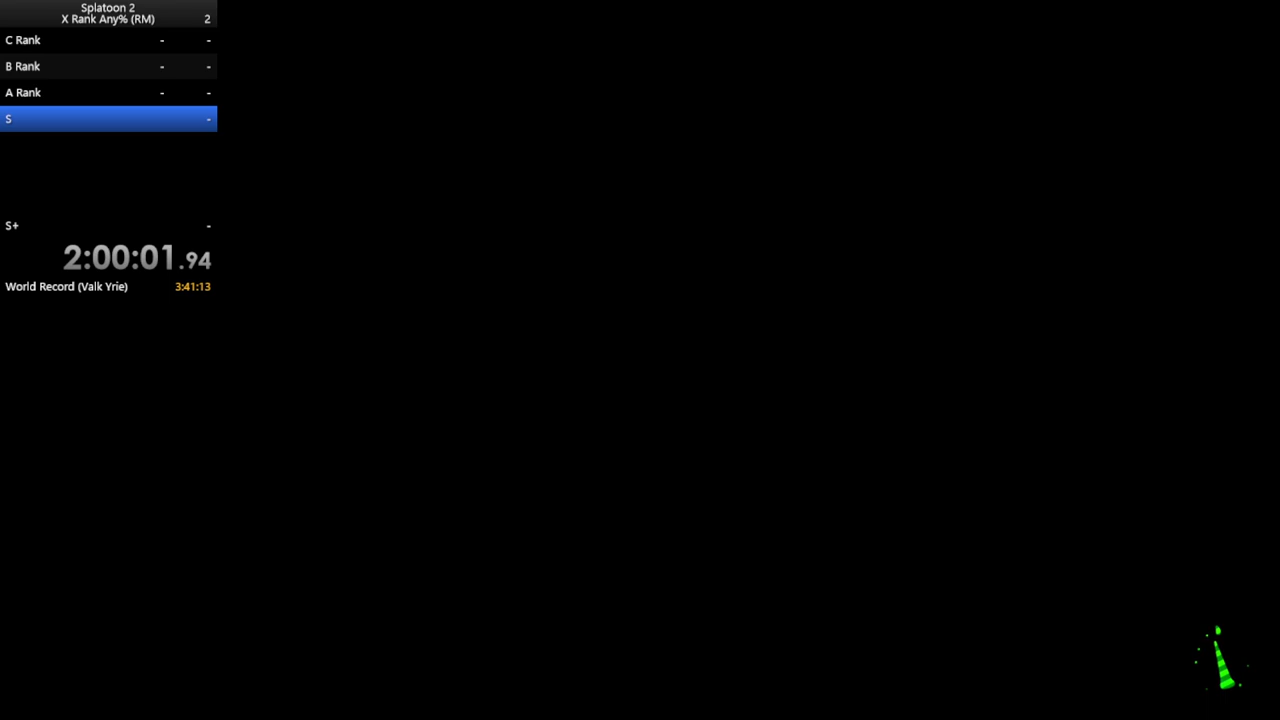 Splatoon 2
X Rank Any% (RM) 2
C Rank - -
B Rank - -
A Rank - -
S -
S+ -
2:00:01.94
World Record (Valk Yrie) 3:41:13